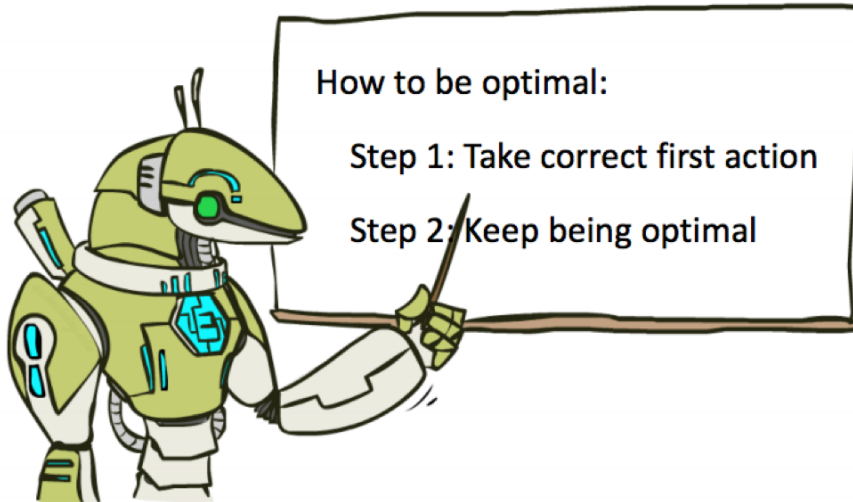 How to be optimal:
Step 1: Take correct first action
Step 2: Keep being optimal